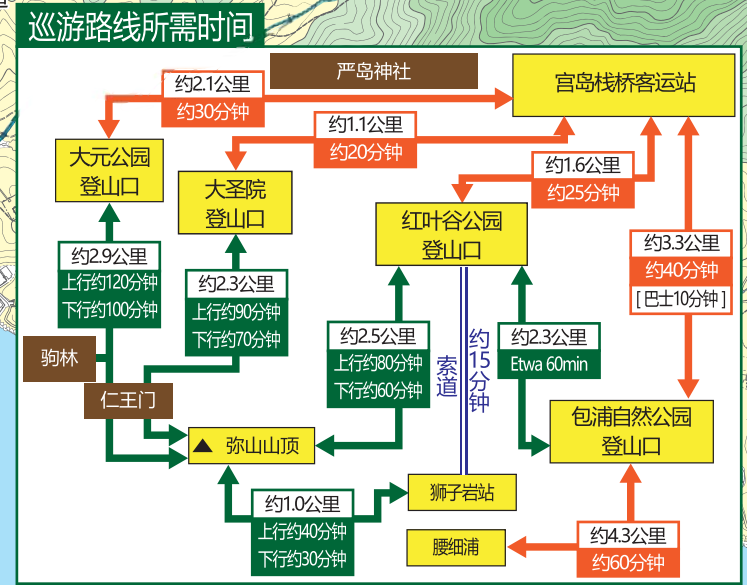 巡游路线所需时间
严岛神社
宫岛栈桥客运站
约2.1公里
约30分钟
约1.1公里
约20分钟
大元公园
登山口
大圣院
登山口
约1.6公里
约25分钟
红叶谷公园
登山口
约3.3公里
约40分钟
[巴士10分钟]
约2.9公里
上行约120分钟
下行约100分钟
约2.3公里
上行约90分钟
下行约70分钟
约2.5公里
上行约80分钟
下行约60分钟
索道
约15分钟
约2.3公里
Etwa 60min
驹林
仁王门
包浦自然公园
登山口
▲ 弥山山顶
狮子岩站
约1.0公里
上行约40分钟
下行约30分钟
腰细浦
约4.3公里
约60分钟